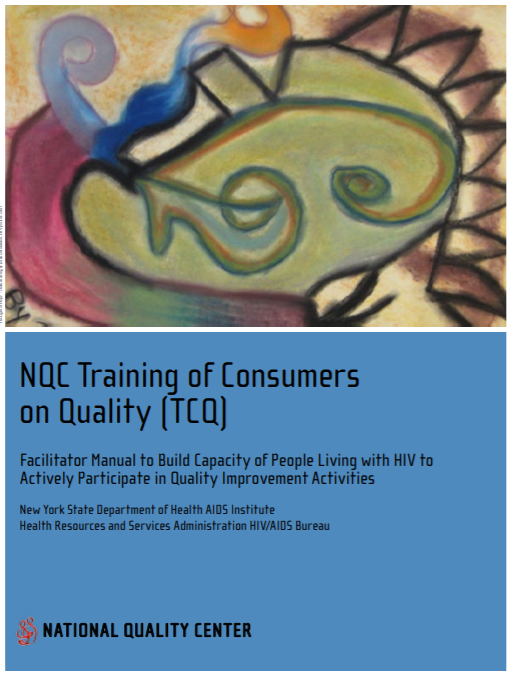 NQC Training of Consumers
on Quality (TCQ)
Facilitator Manual to Build Capacity of People Living with HIV to
Actively Participate in Quality Improvement Activities
New York State Department of Health AIDS Institute
Health Resources and Services Administration HIV/AIDS Bureau
NATIONAL QUALITY CENTER